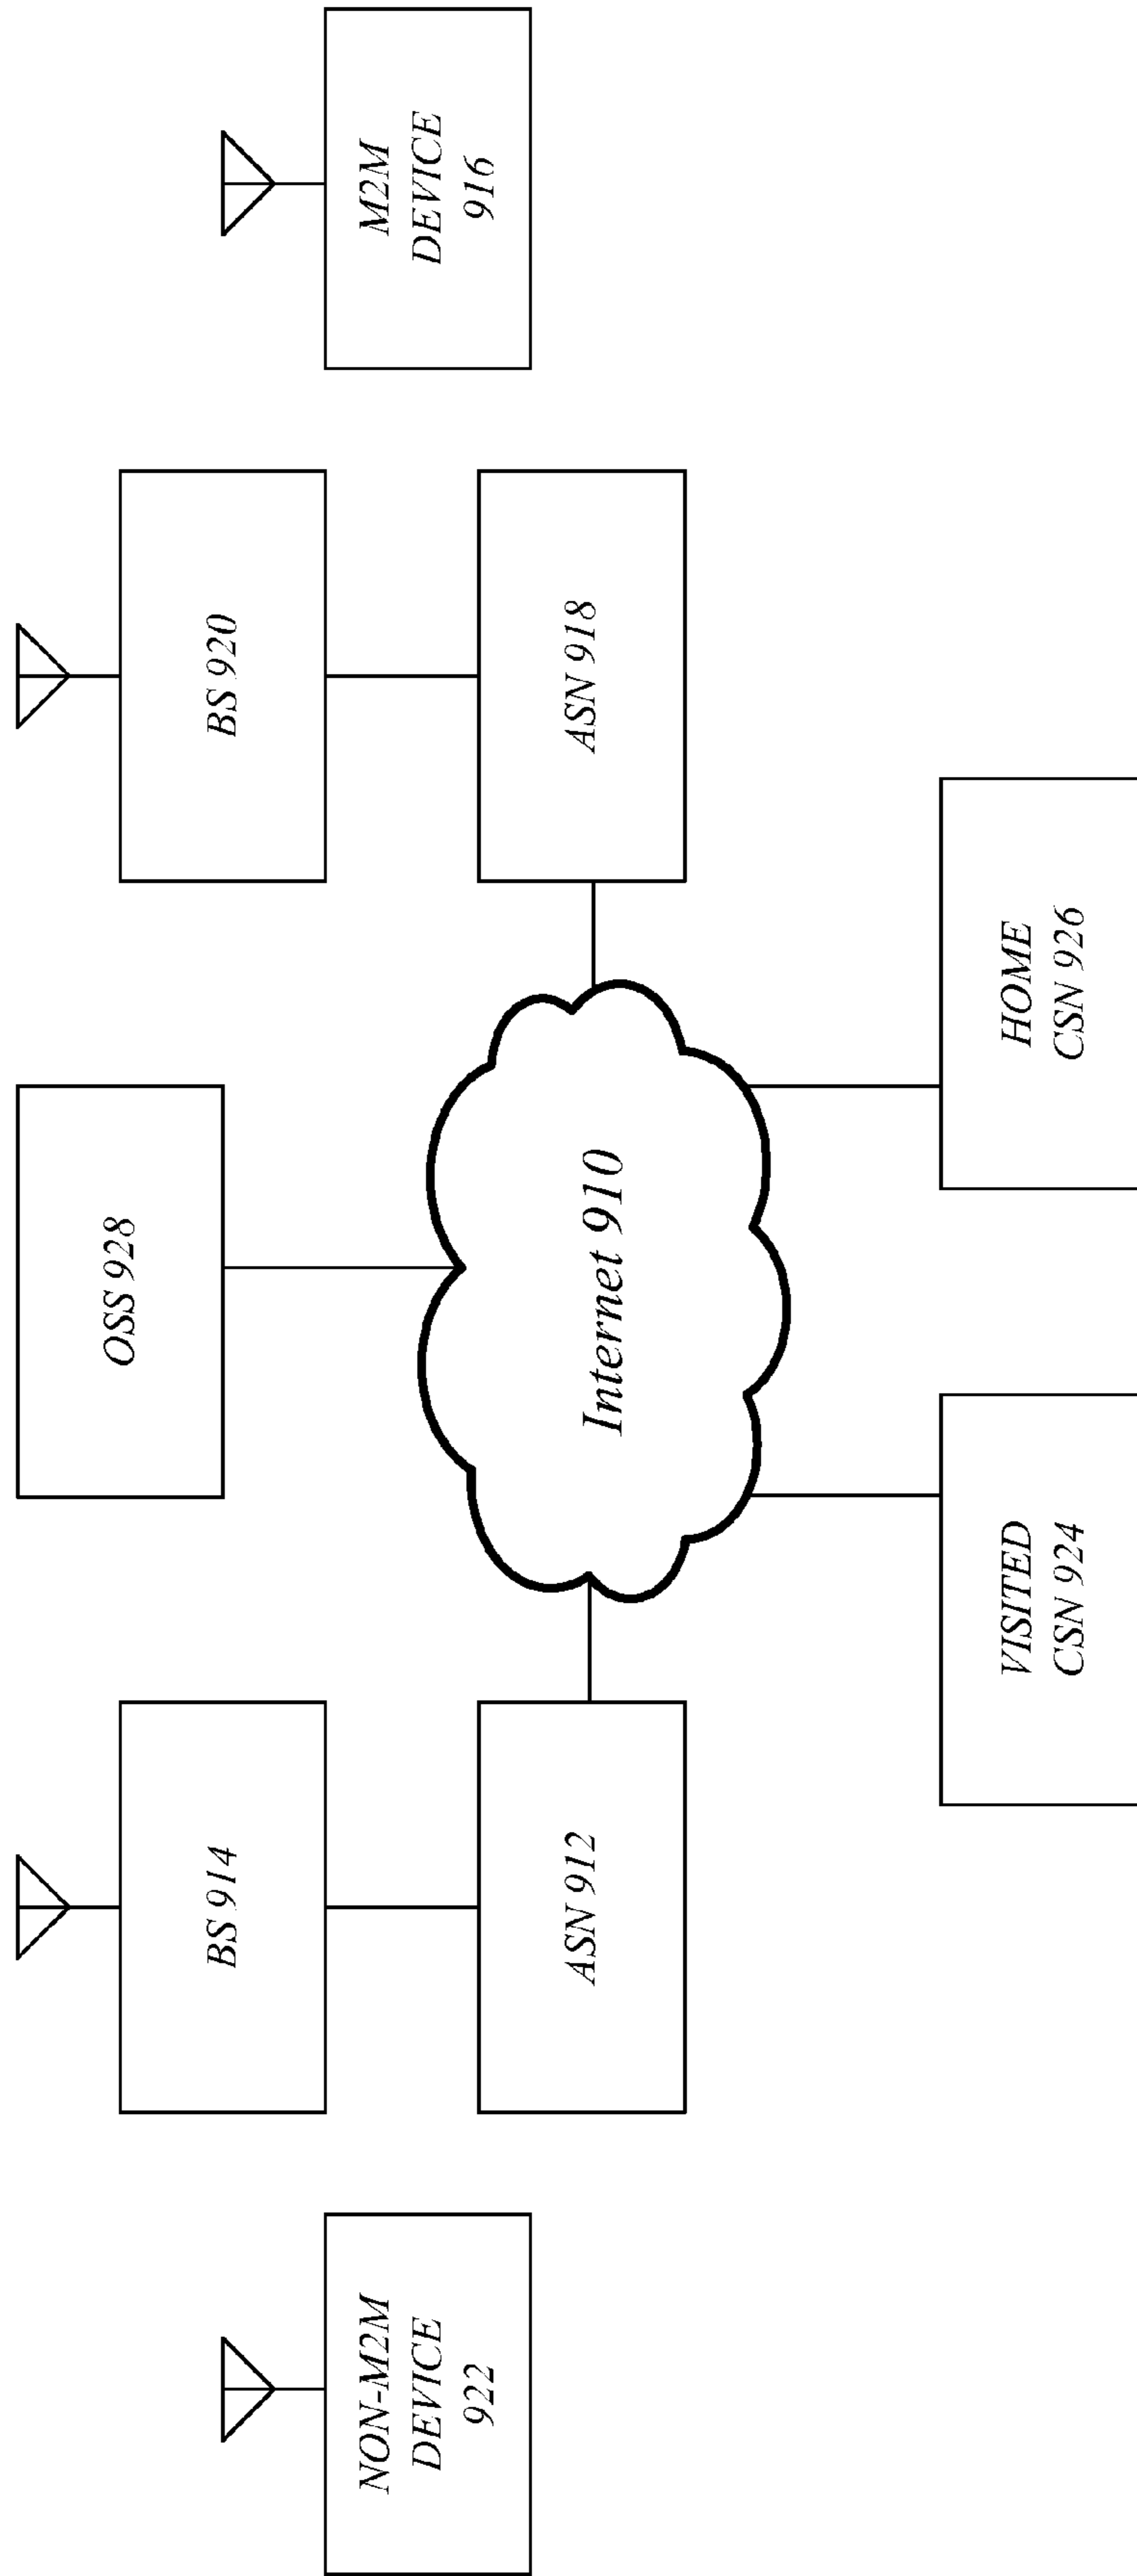 NON-M2M
DEVICE
922
BS 914
ASN 912
OSS 928
Internet 910
VISITED
CSN 924
HOME
CSN 926
BS 920
ASN 918
M2M
DEVICE
916